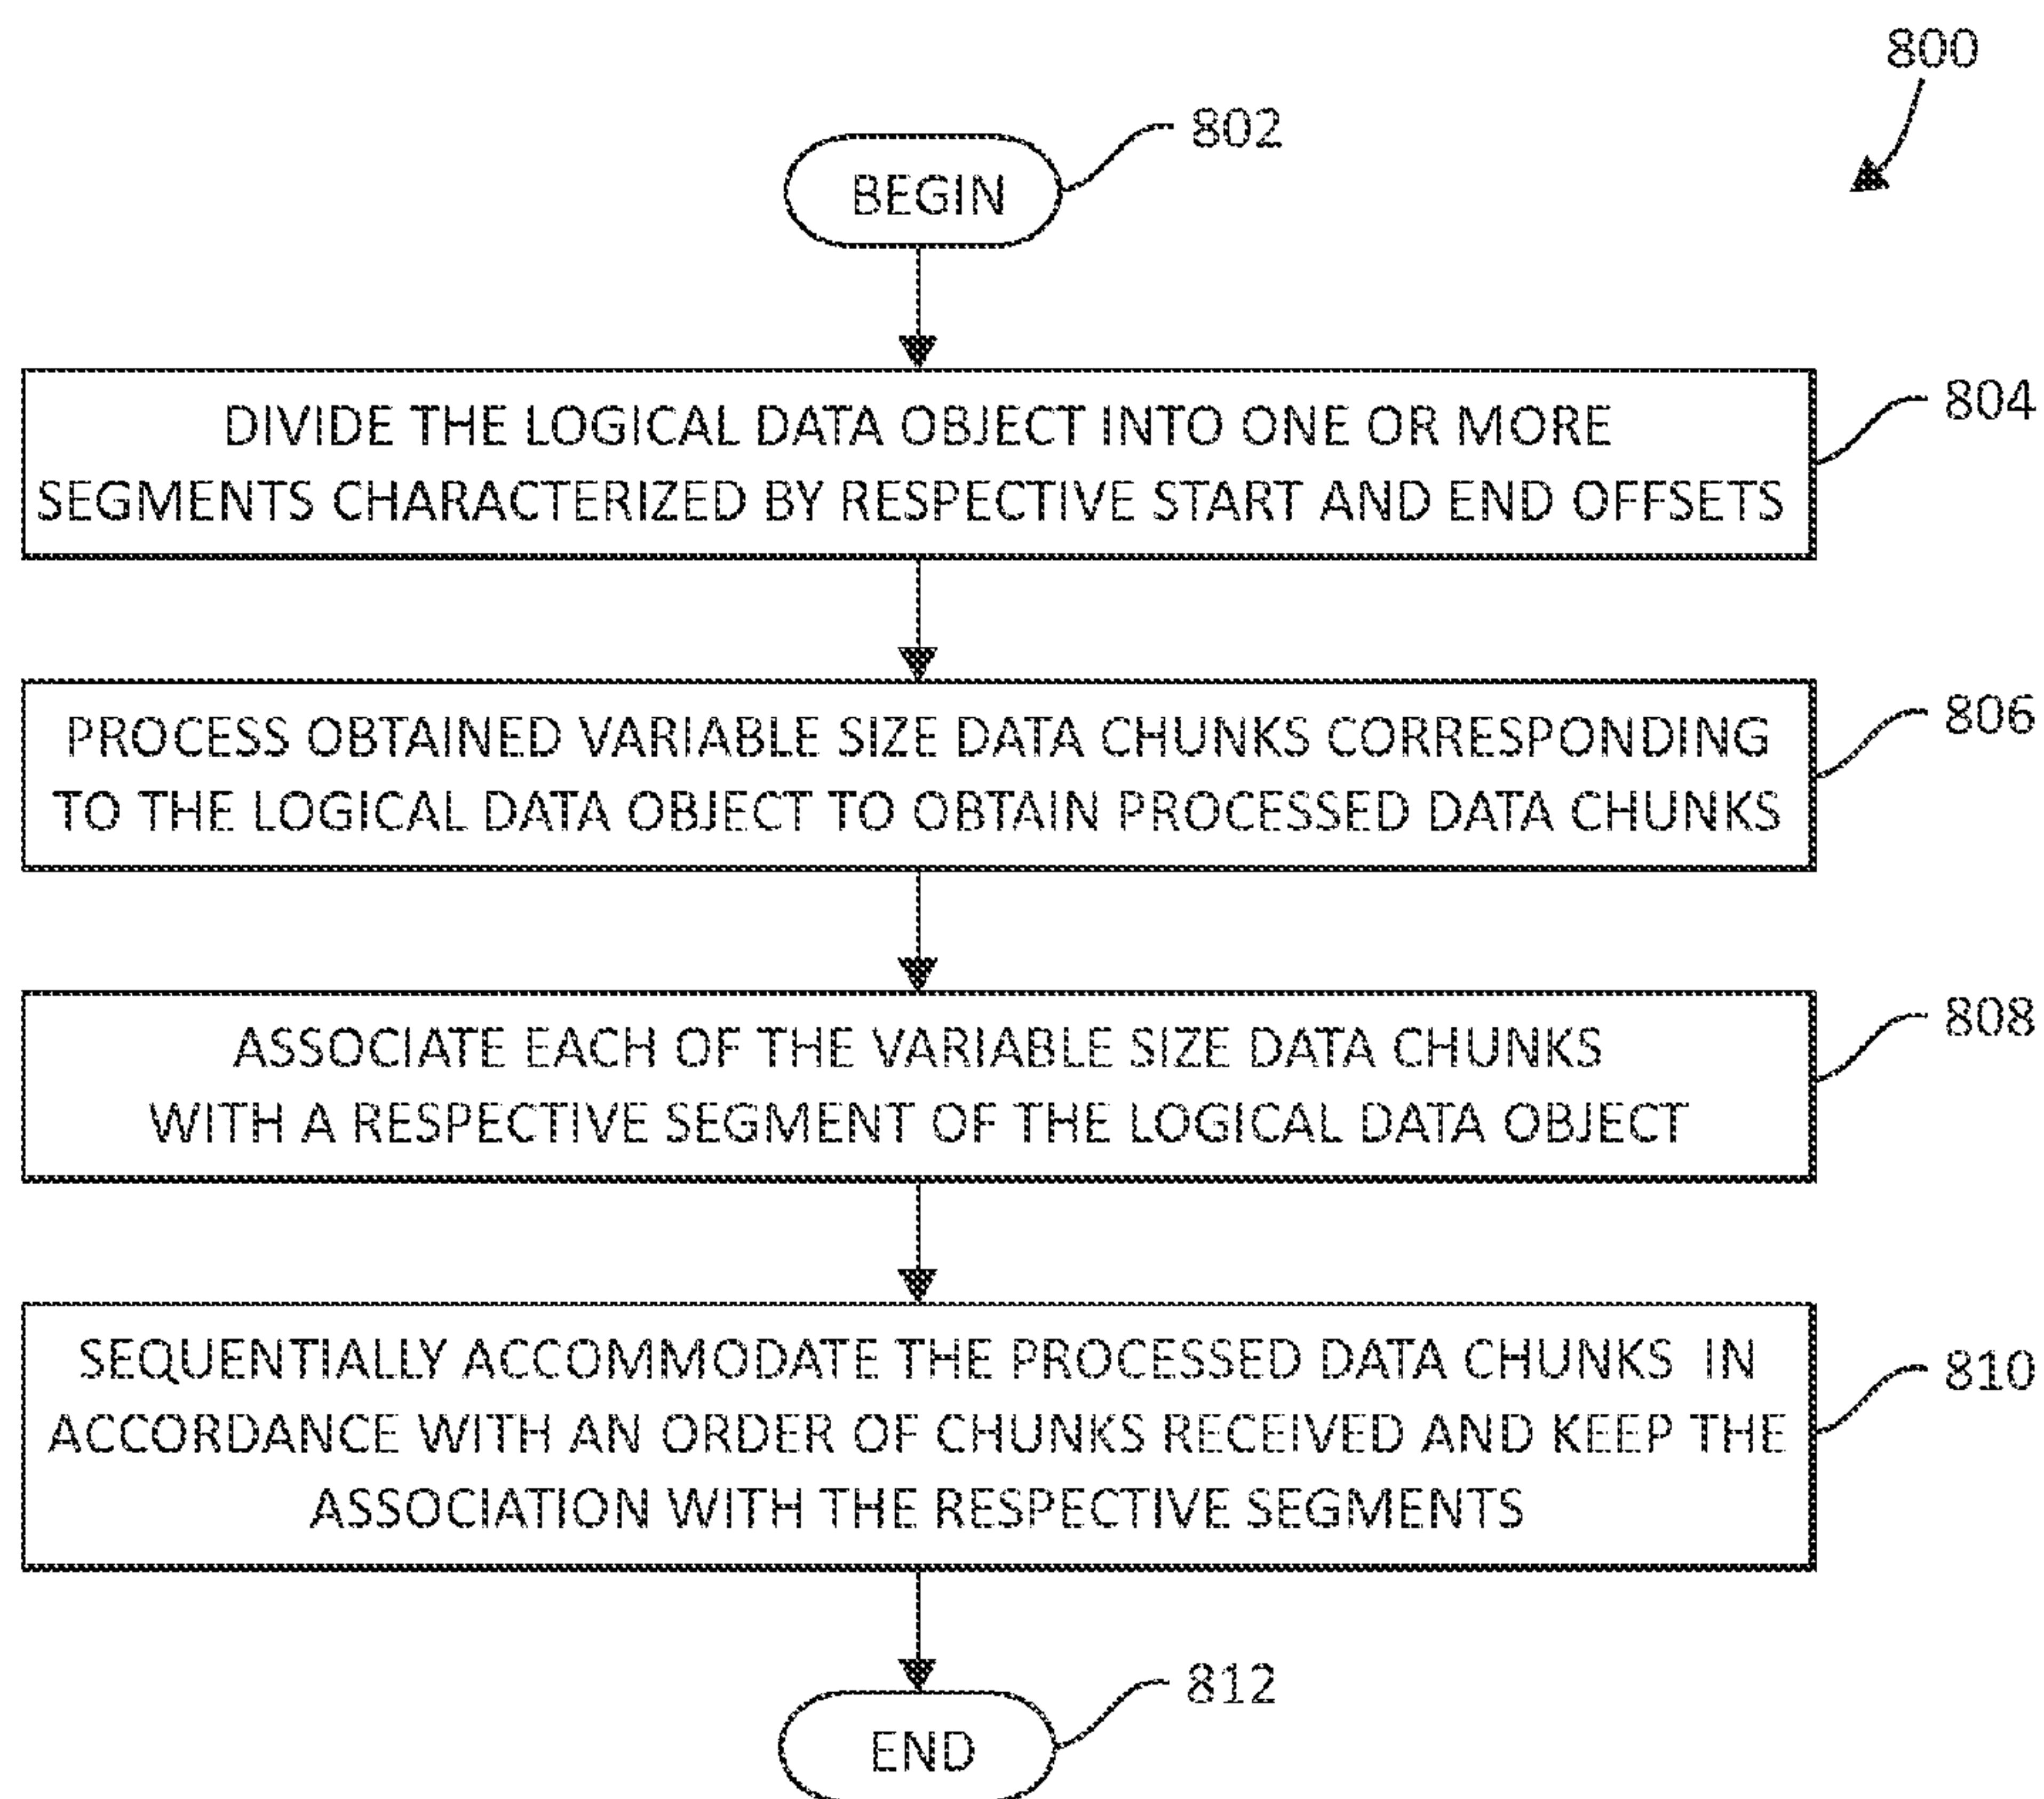 800
802
BEGIN
DIVIDE THE LOGICAL DATA OBJECT INTO ONE OR MORE
SEGMENTS CHARACTERIZED BY RESPECTIVE START AND END OFFSETS
804
PROCESS OBTAINED VARIABLE SIZE DATA CHUNKS CORRESPONDING
TO THE LOGICAL DATA OBJECT TO OBTAIN PROCESSED DATA CHUNKS
806
ASSOCIATE EACH OF THE VARIABLE SIZE DATA CHUNKS
WITH A RESPECTIVE SEGMENT OF THE LOGICAL DATA OBJECT
808
SEQUENTIALLY ACCOMMODATE THE PROCESSED DATA CHUNKS IN
ACCORDANCE WITH AN ORDER OF CHUNKS RECEIVED AND KEEP THE
ASSOCIATION WITH THE RESPECTIVE SEGMENTS
810
812
END